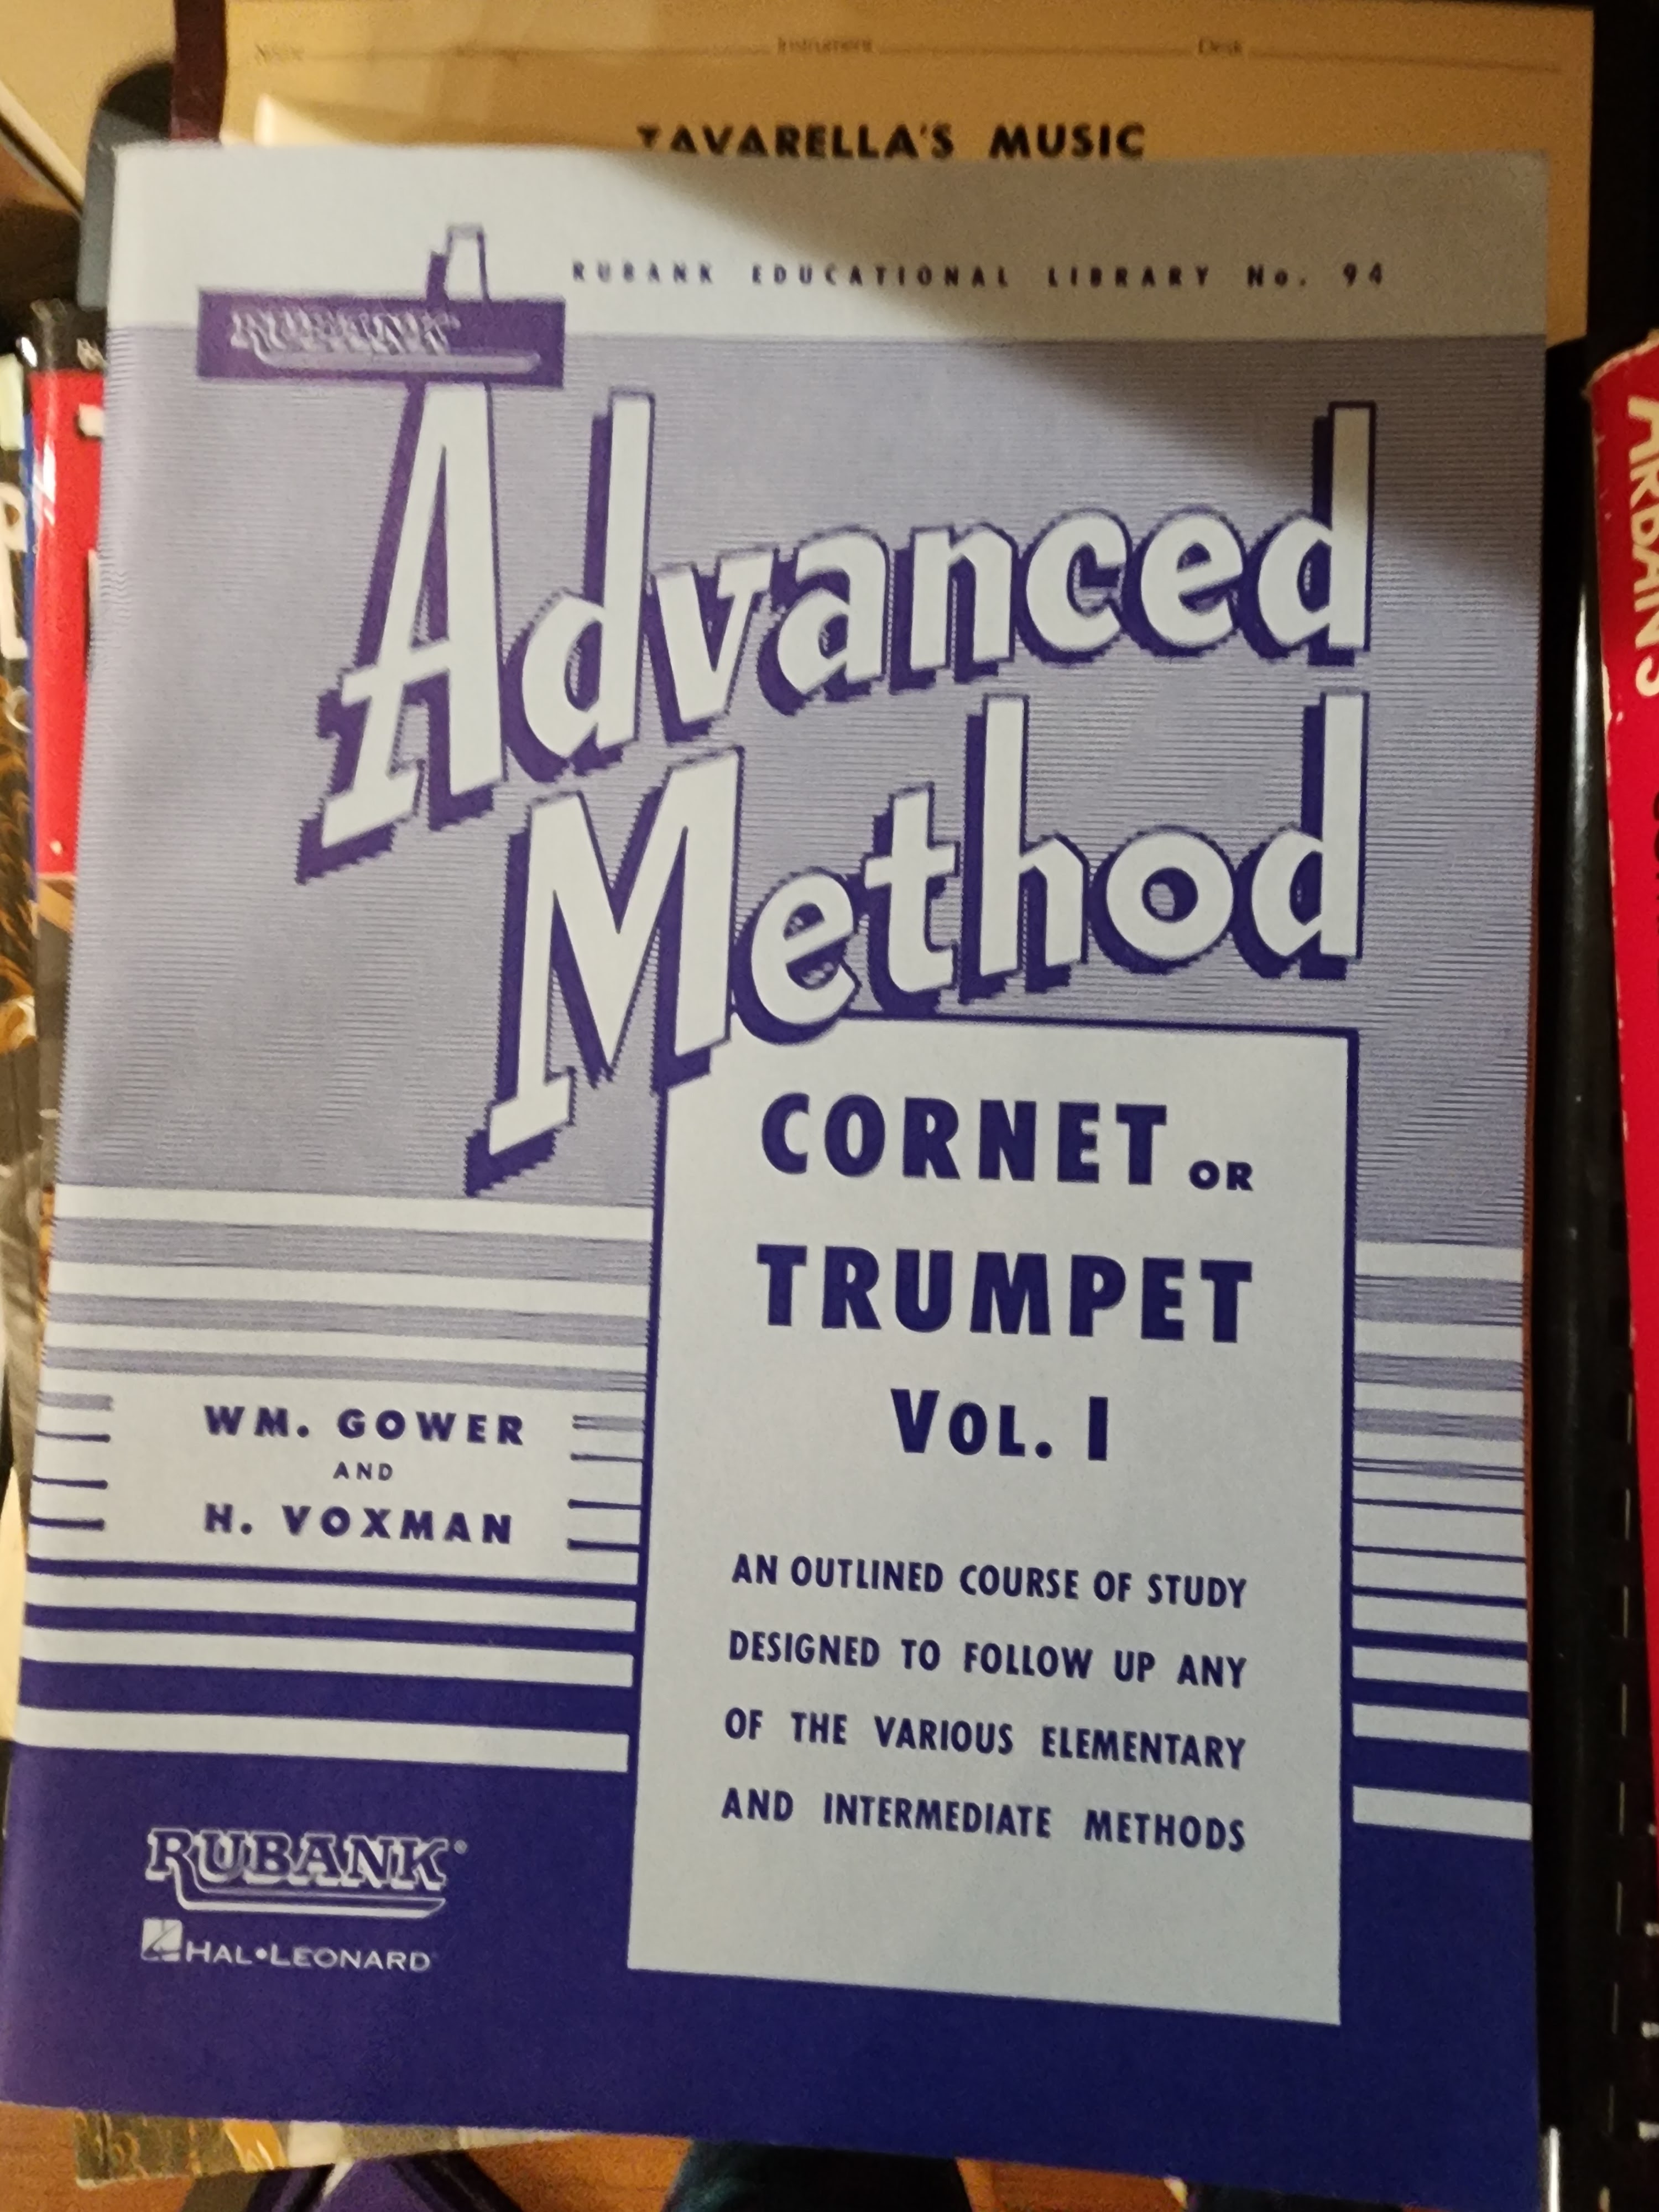 Instrument Desk
TAVARELLA'S MUSIC
RUBANK EDUCATIONAL LIBRARY No. 94
RUBANK
Advanced
Method
CORNET OR
TRUMPET
VOL. I
WM. GOWER
AND
H. VOXMAN
AN OUTLINED COURSE OF STUDY
DESIGNED TO FOLLOW UP ANY
OF THE VARIOUS ELEMENTARY
AND INTERMEDIATE METHODS
RUBANK®
HAL•LEONARD
ARBAN'S